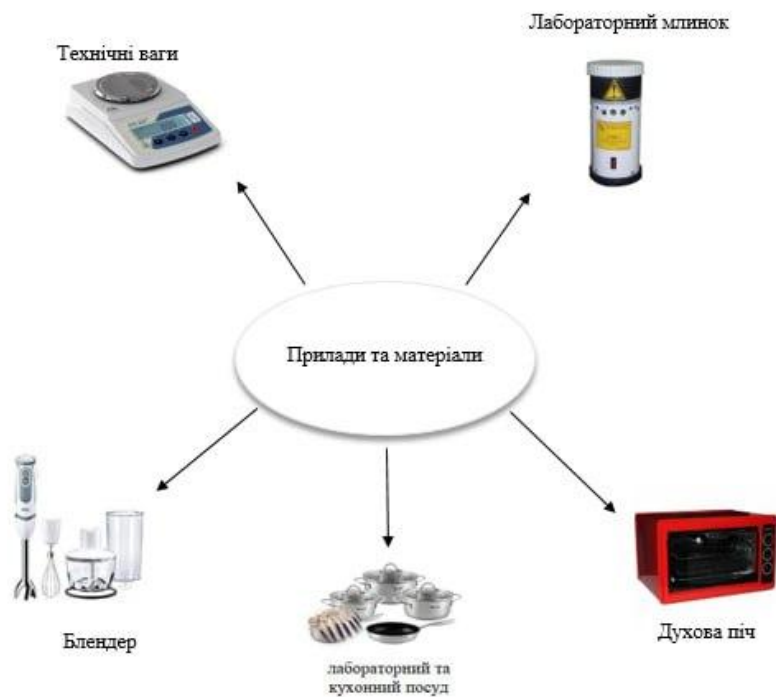 Лабораторний млинок
Технічні ваги
Прилади та матеріали
Блендер
Духова піч
лабораторний та
кухонний посуд